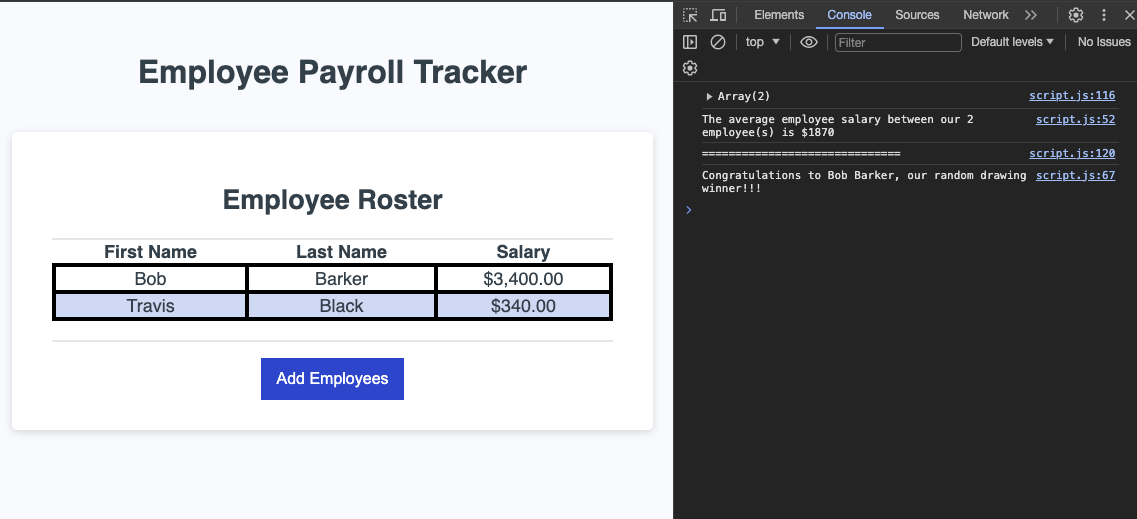 Employee Payroll Tracker
Employee Roster
First Name Last Name Salary
Bob Barker $3,400.00
Travis Black $340.00
Add Employees
Elements Console Sources Network
top Filter Default levels No Issues
Array(2) script.js:116
The average employee salary between our 2 script.js:52
employee(s) is $1870
============================== script.js:120
Congratulations to Bob Barker, our random drawing script.js:67
winner!!!